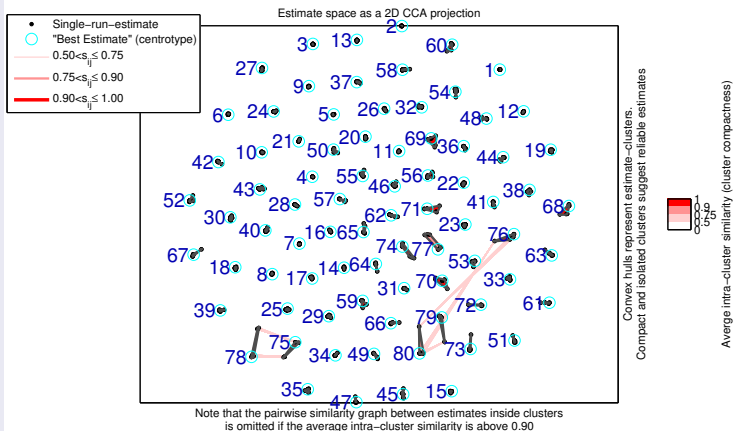 Estimate space as a 2D CCA projection
Single-run-estimate
"Best Estimate" (centrotype)
0.50<s_ij≤ 0.75
0.75<s_ij≤ 0.90
0.90<s_ij≤ 1.00
2
3 13 60
27 58 1
9 37 54
6 24 5 26 32 48 12
21 20 69 36
10 50 11 44 19
42
4 55 56 22
43 46 38
52 28 57 41
30 62 71 68
40 16 65 23 76
7 74 77
67 63
18 8 14 64 53
17 70 33
31
39 25 59 72 61
29 66 79
78 75 34 49 80 73 51
35 45 15
47
Note that the pairwise similarity graph between estimates inside clusters
is omitted if the average intra-cluster similarity is above 0.90
Convex hulls represent estimate-clusters.
Compact and isolated clusters suggest reliable estimates
1
0.9
0.75
0.5
Averge intra-cluster similarity (cluster compactness)